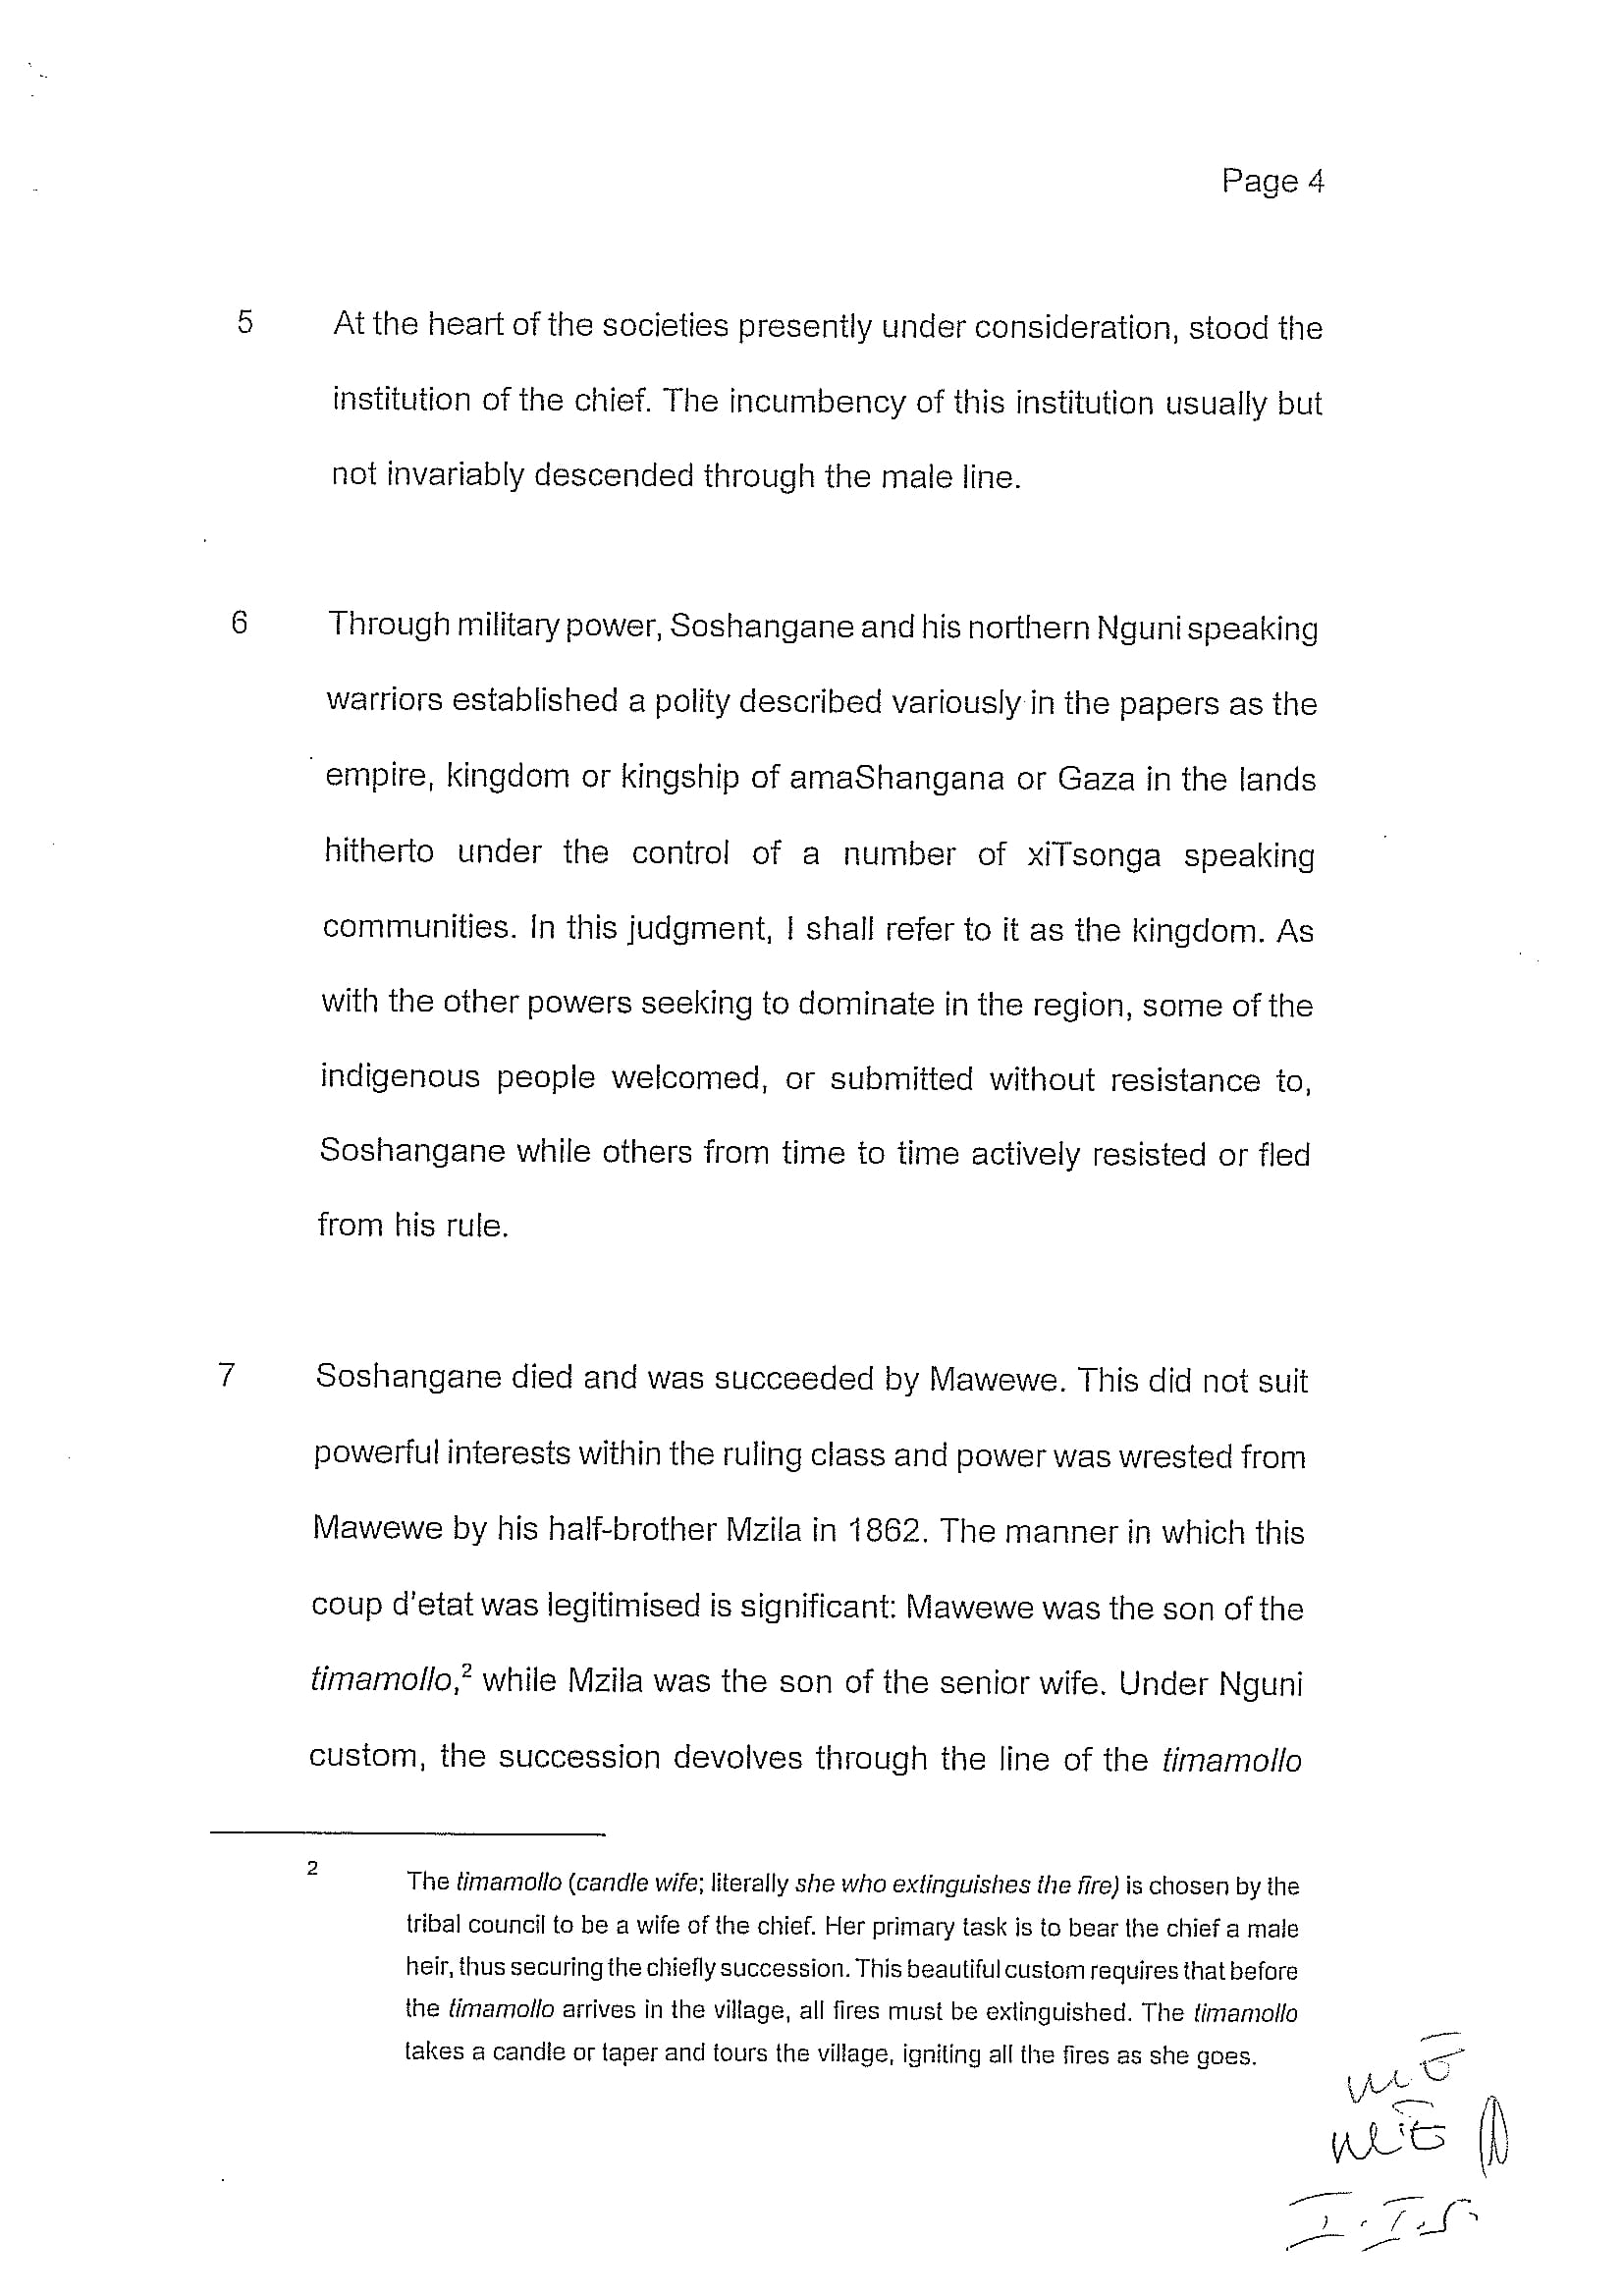 Page 4
5 At the heart of the societies presently under consideration, stood the
institution of the chief. The incumbency of this institution usually but
not invariably descended through the male line.
6 Through military power, Soshangane and his northern Nguni speaking
warriors established a polity described variously in the papers as the
empire, kingdom or kingship of amaShangana or Gaza in the lands
hitherto under the control of a number of xiTsonga speaking
communities. In this judgment, I shall refer to it as the kingdom. As
with the other powers seeking to dominate in the region, some of the
indigenous people welcomed, or submitted without resistance to,
Soshangane while others from time to time actively resisted or fled
from his rule.
7 Soshangane died and was succeeded by Mawewe. This did not suit
powerful interests within the ruling class and power was wrested from
Mawewe by his half-brother Mzila in 1862. The manner in which this
coup d'etat was legitimised is significant: Mawewe was the son of the
timamollo,² while Mzila was the son of the senior wife. Under Nguni
custom, the succession devolves through the line of the timamollo
2 The timamollo (candle wife; literally she who extinguishes the fire) is chosen by the
tribal council to be a wife of the chief. Her primary task is to bear the chief a male
heir, thus securing the chiefly succession. This beautiful custom requires that before
the timamollo arrives in the village, all fires must be extinguished. The timamollo
takes a candle or taper and tours the village, igniting all the fires as she goes.